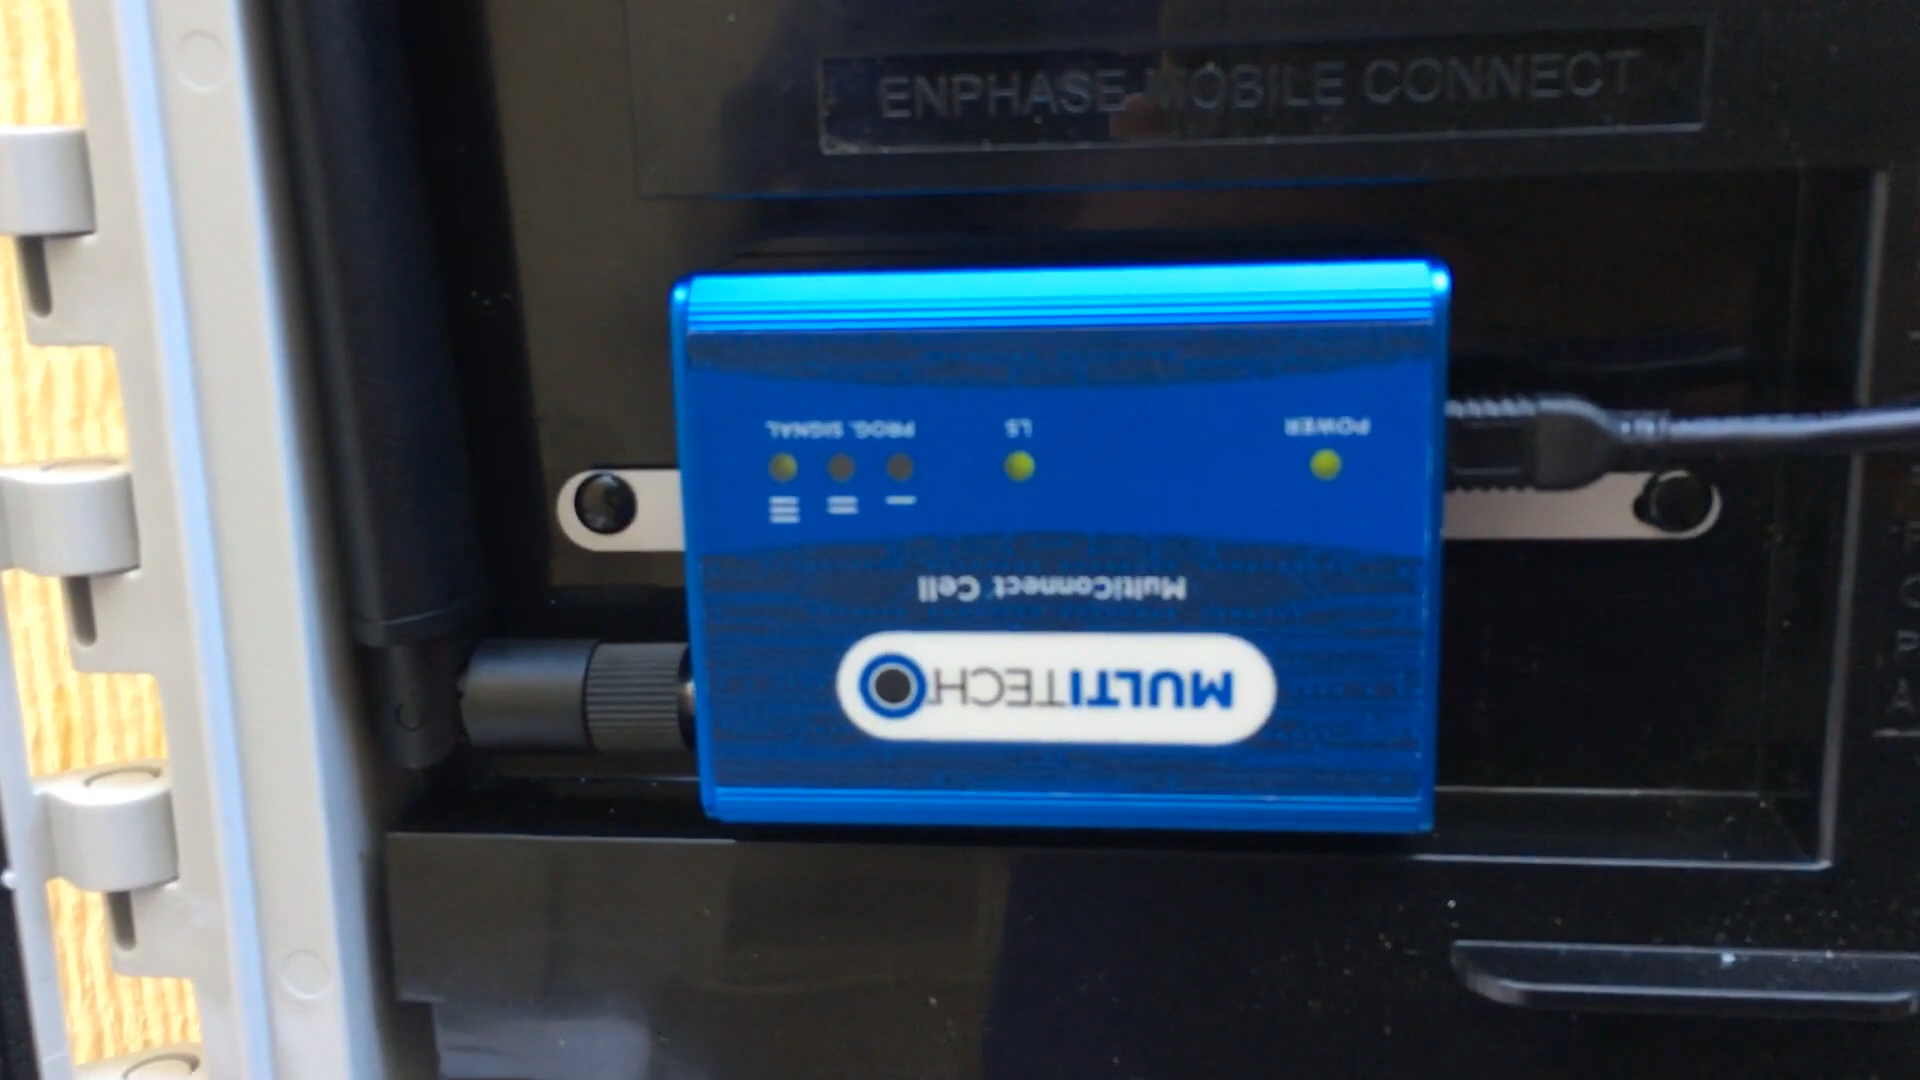 ENPHASE MOBILE CONNECT
MULTITECH
MultiConnect Cell
POWER
LS
PROG. SIGNAL